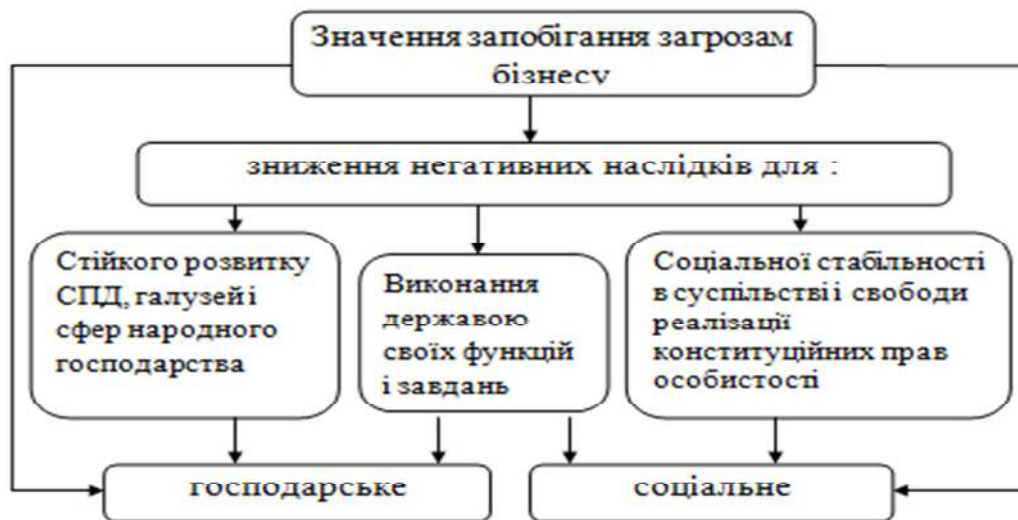 Значення запобігання загрозам
бізнесу
зниження негативних наслідків для :
Стійкого розвитку
СПД, галузей і
сфер народного
господарства
Виконання
державою
своїх функцій
і завдань
Соціальної стабільності
в суспільстві і свободи
реалізації
конституційних прав
особистості
господарське
соціальне